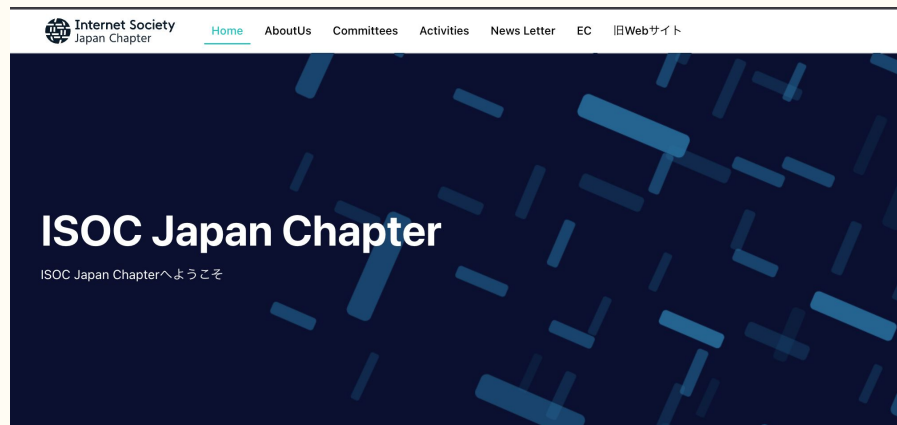 Internet Society
Japan Chapter
Home AboutUs Committees Activities News Letter EC 旧Webサイト
ISOC Japan Chapter
ISOC Japan Chapterへようこそ